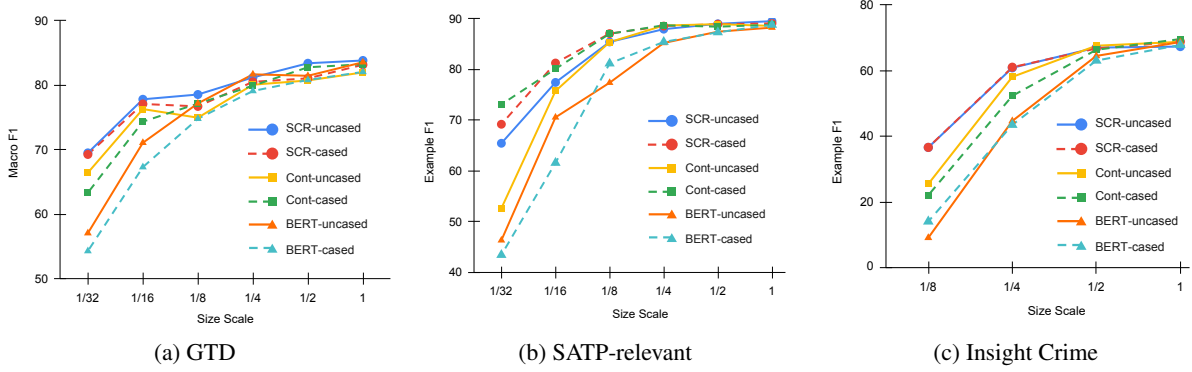 90
80
70
60
50
Macro F1
1/32 1/16 1/8 1/4 1/2 1
Size Scale
SCR-uncased
SCR-cased
Cont-uncased
Cont-cased
BERT-uncased
BERT-cased
(a) GTD
90
80
70
60
50
40
Example F1
1/32 1/16 1/8 1/4 1/2 1
Size Scale
SCR-uncased
SCR-cased
Cont-uncased
Cont-cased
BERT-uncased
BERT-cased
(b) SATP-relevant
80
60
40
20
0
Example F1
1/8 1/4 1/2 1
Size Scale
SCR-uncased
SCR-cased
Cont-uncased
Cont-cased
BERT-uncased
BERT-cased
(c) Insight Crime